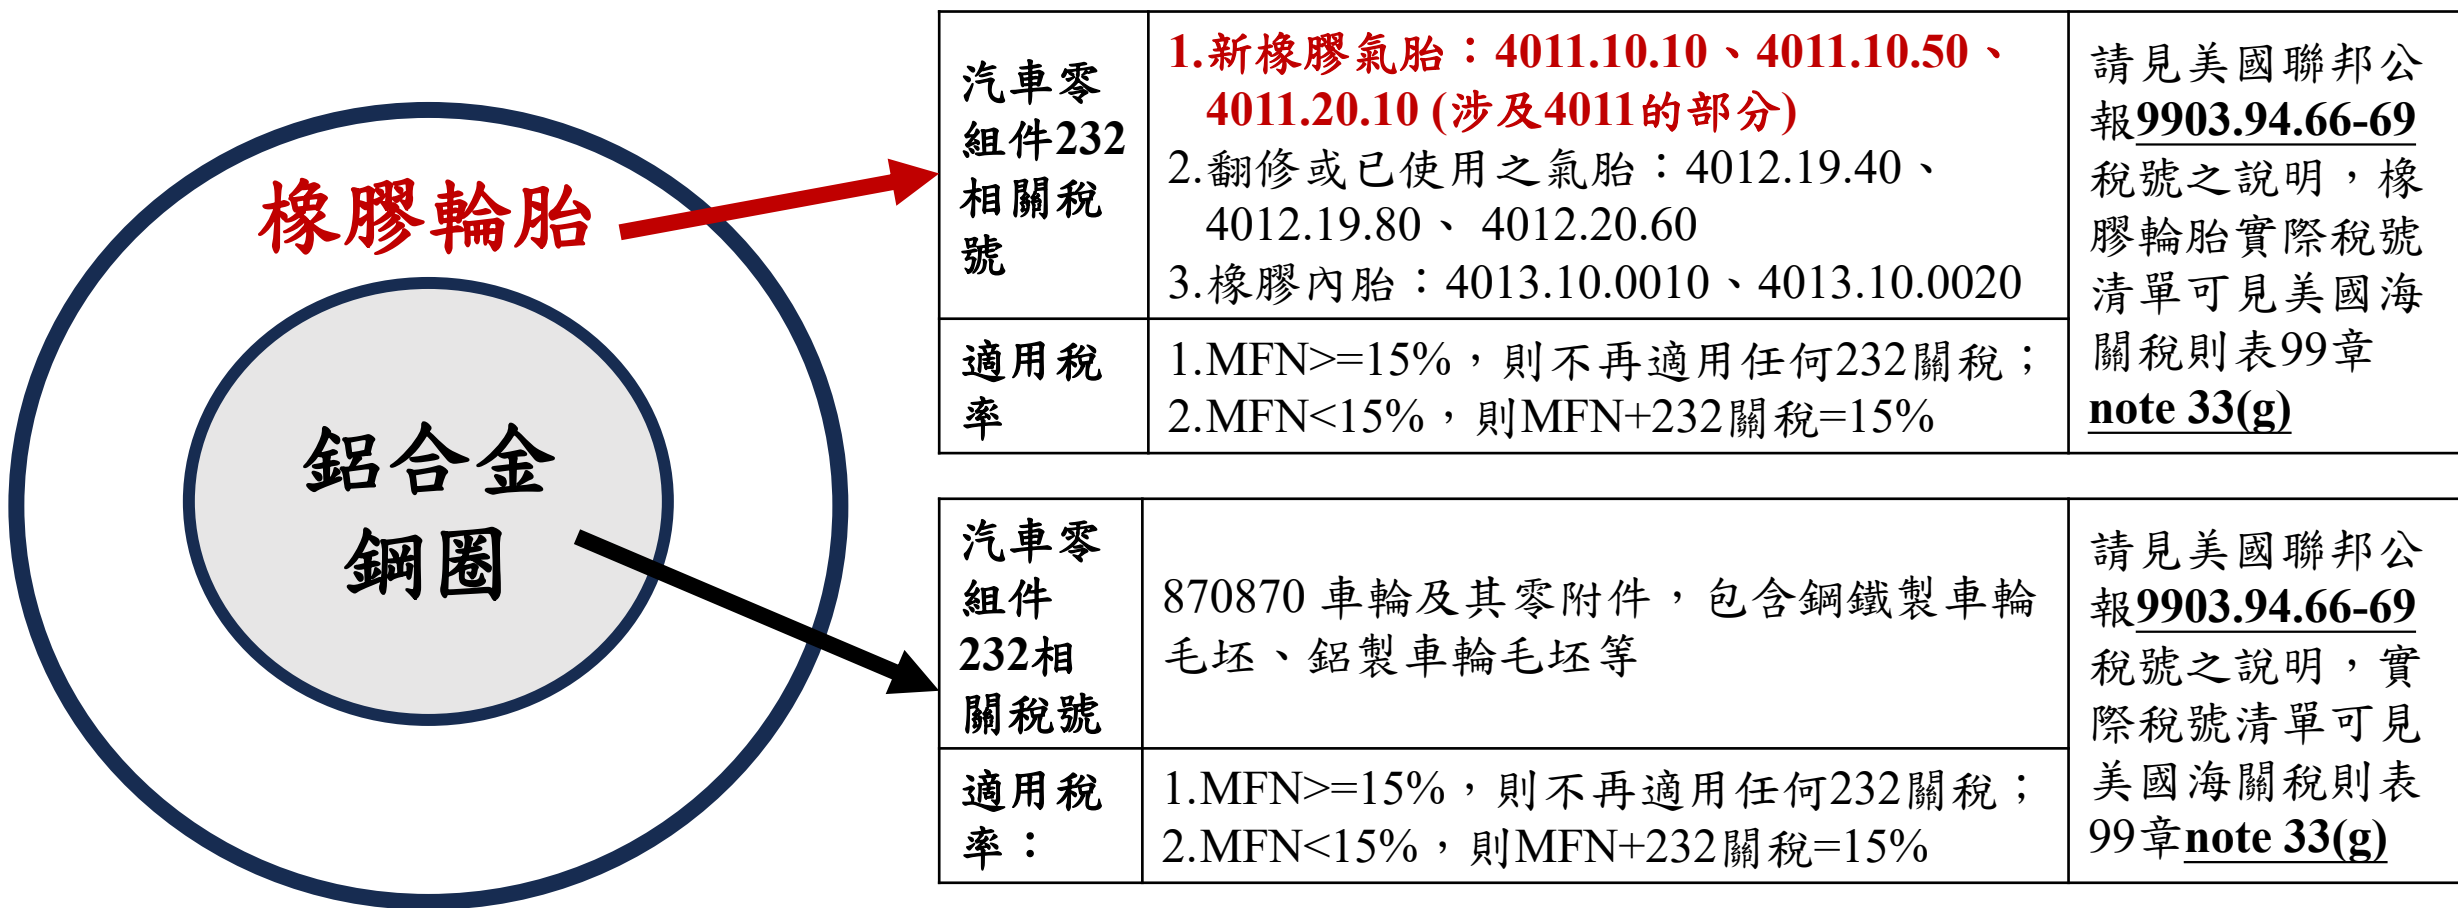 橡膠輪胎
鋁合金
鋼圈
汽車零
組件232
相關稅
號
1.新橡膠氣胎：4011.10.10、4011.10.50、
4011.20.10 (涉及4011的部分)
2.翻修或已使用之氣胎：4012.19.40、
4012.19.80、 4012.20.60
3.橡膠內胎：4013.10.0010、4013.10.0020
適用稅
率
1.MFN>=15%，則不再適用任何232關稅；
2.MFN<15%，則MFN+232關稅=15%
請見美國聯邦公
報9903.94.66-69
稅號之說明，橡
膠輪胎實際稅號
清單可見美國海
關稅則表99章
note 33(g)
汽車零
組件
232相
關稅號
870870 車輪及其零附件，包含鋼鐵製車輪
毛坯、鋁製車輪毛坯等
適用稅
率：
1.MFN>=15%，則不再適用任何232關稅；
2.MFN<15%，則MFN+232關稅=15%
請見美國聯邦公
報9903.94.66-69
稅號之說明，實
際稅號清單可見
美國海關稅則表
99章note 33(g)